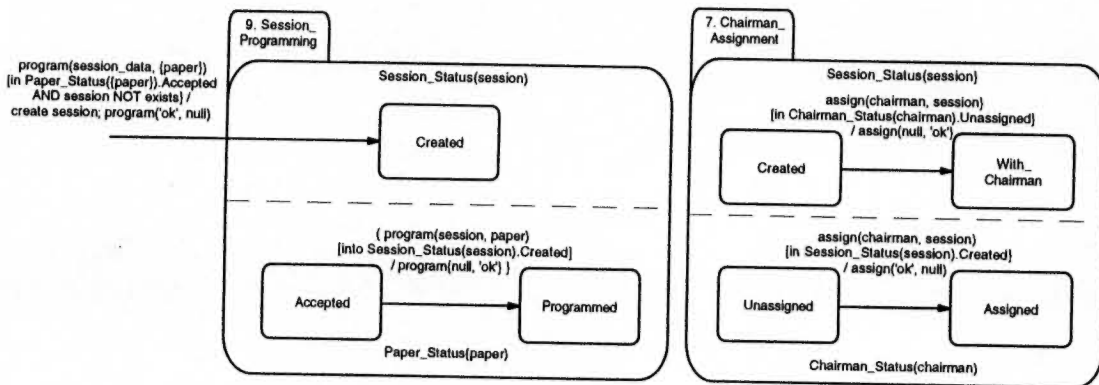 9. Session_
Programming
program(session_data, {paper})
[in Paper_Status({paper}).Accepted
AND session NOT exists} /
create session; program('ok', null)
Session_Status(session)
Created
( program(session, paper)
[into Session_Status(session).Created]
/ program{null, 'ok'} }
Accepted
Programmed
Paper_Status(paper)
7. Chairman_
Assignment
Session_Status(session)
assign(chairman, session}
[in Chairman_Status(chairman).Unassigned}
/ assign(null, 'ok'}
Created
With_
Chairman
assign(chairman, session)
[in Session_Status(session).Created}
/ assign('ok', null)
Unassigned
Assigned
Chairman_Status(chairman)